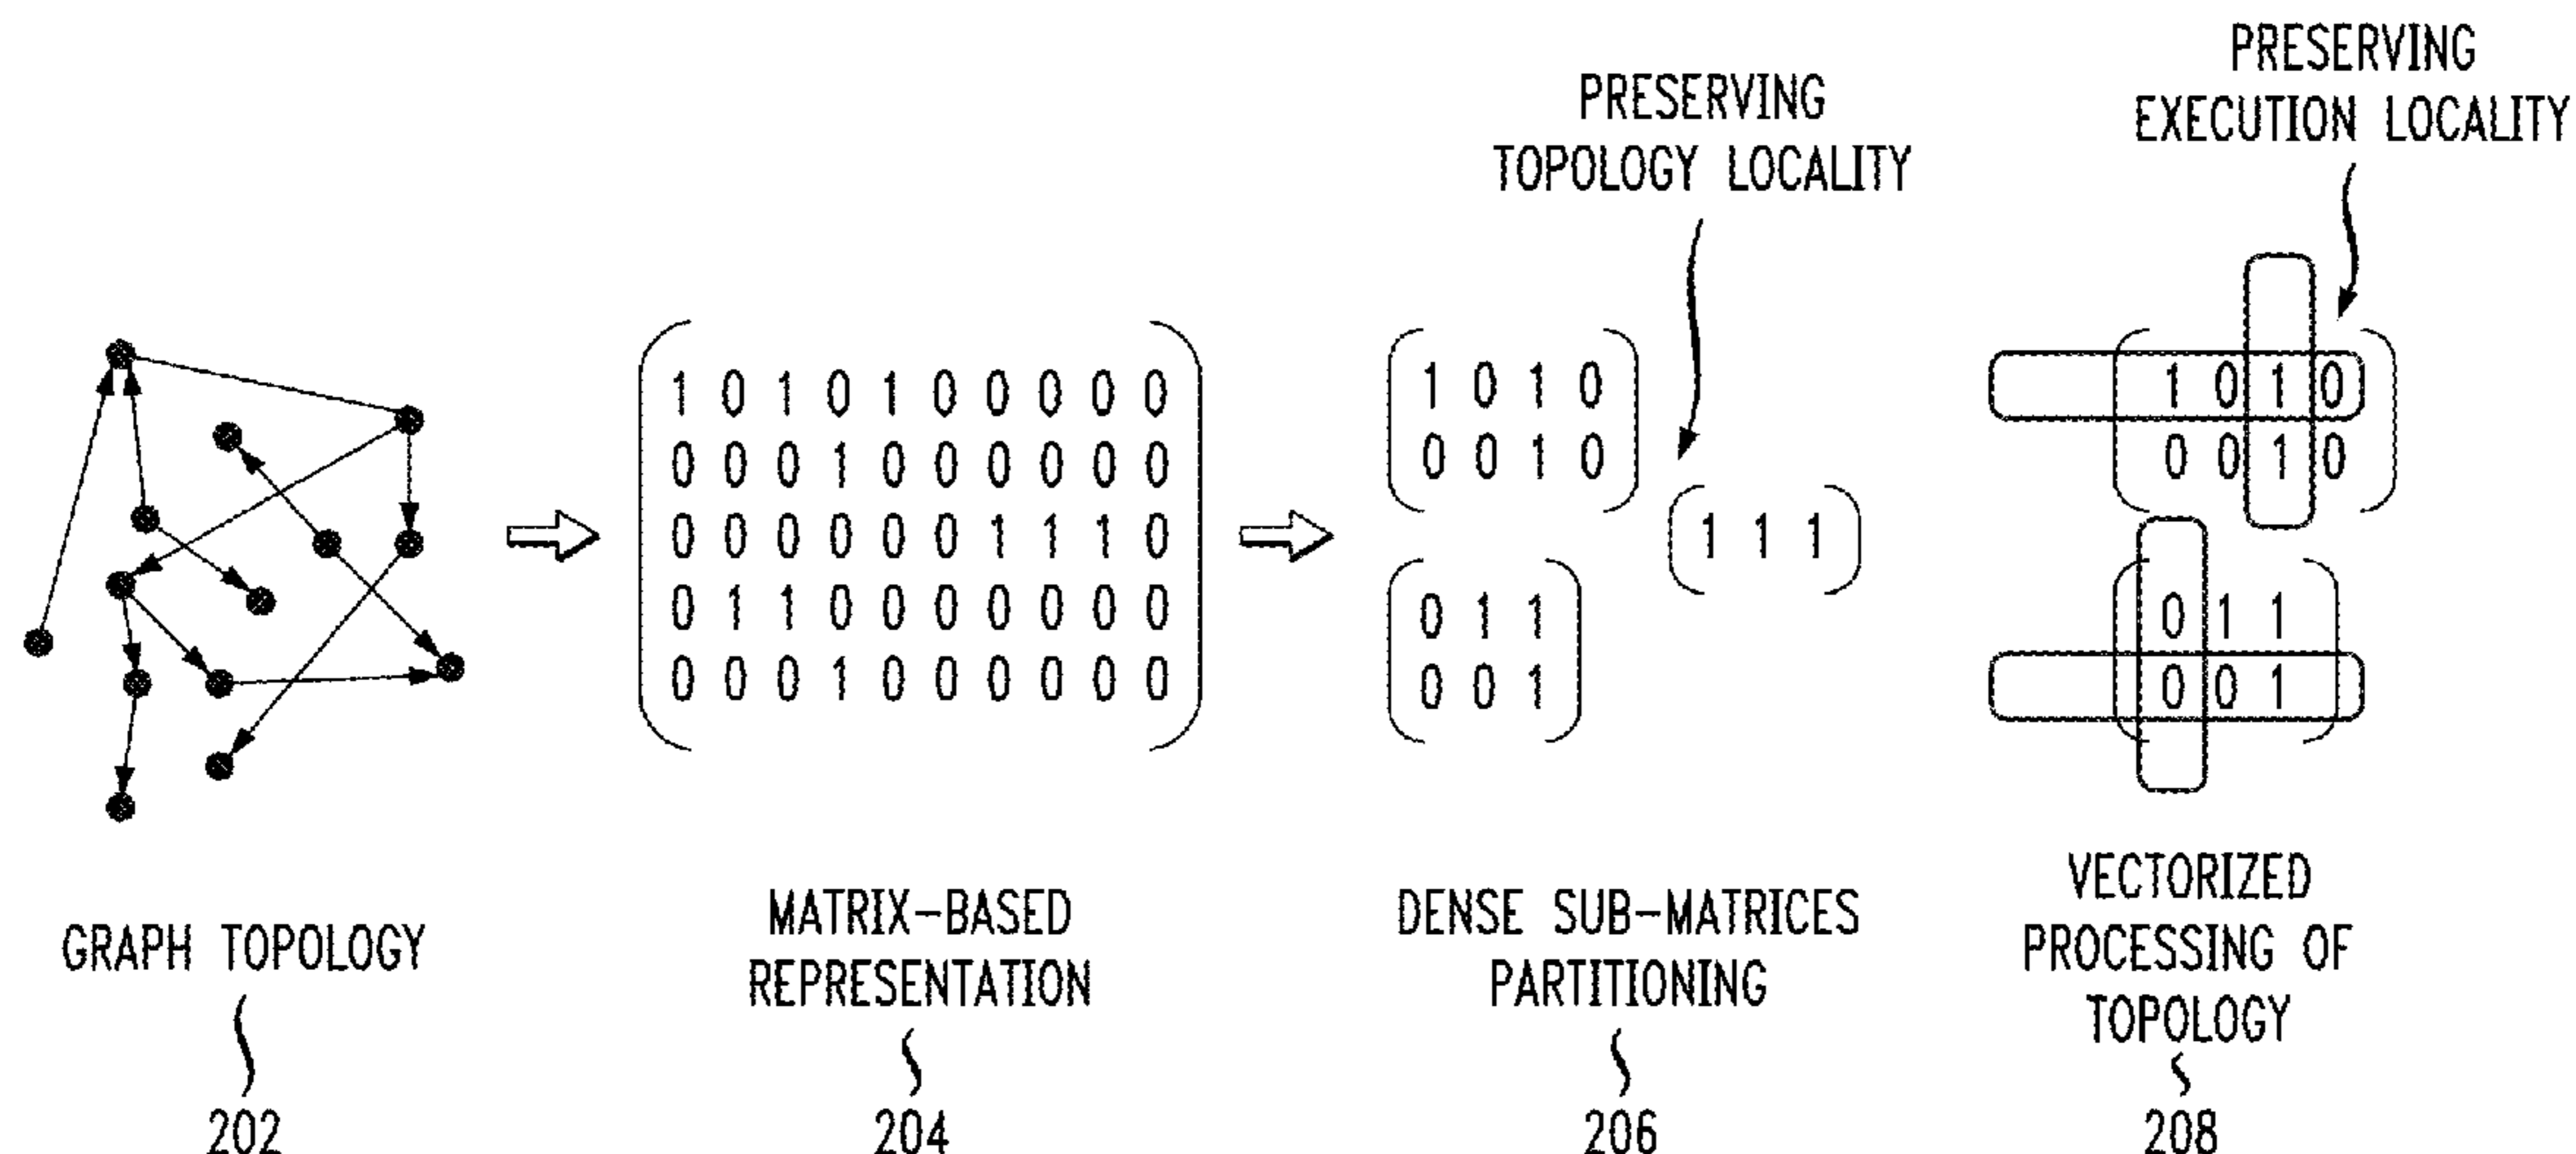 PRESERVING
EXECUTION LOCALITY
PRESERVING
TOPOLOGY LOCALITY
1 0 1 0 1 0 0 0 0 0
0 0 0 1 0 0 0 0 0 0
0 0 0 0 0 0 1 1 1 0
0 1 1 0 0 0 0 0 0 0
0 0 0 1 0 0 0 0 0 0
1 0 1 0
0 0 1 0
1 1 1
0 1 1
0 0 1
1 0 1 0
0 0 1 0
0 1 1
0 0 1
GRAPH TOPOLOGY
202
MATRIX-BASED
REPRESENTATION
204
DENSE SUB-MATRICES
PARTITIONING
206
VECTORIZED
PROCESSING OF
TOPOLOGY
208